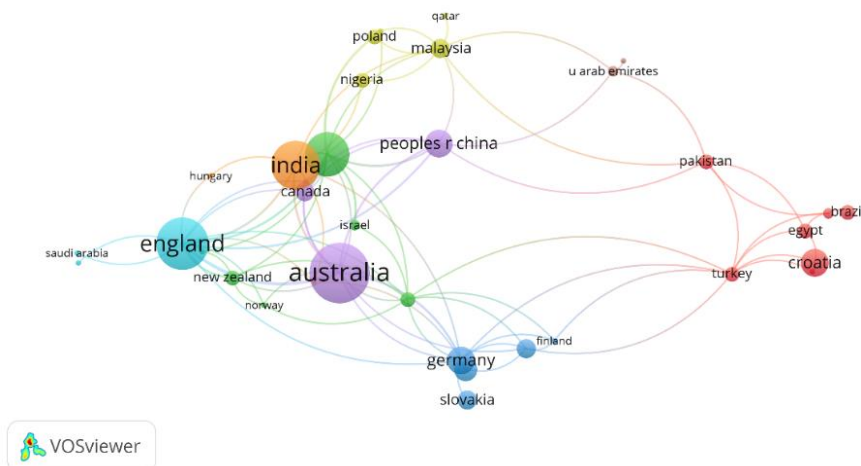 qatar
poland
malaysia
u arab emirates
nigeria
peoples r china
india
pakistan
hungary
canada
brazi
israel
egypt
england
saudi arabia
croatia
australia
new zealand
turkey
norway
finland
germany
slovakia
VOSviewer